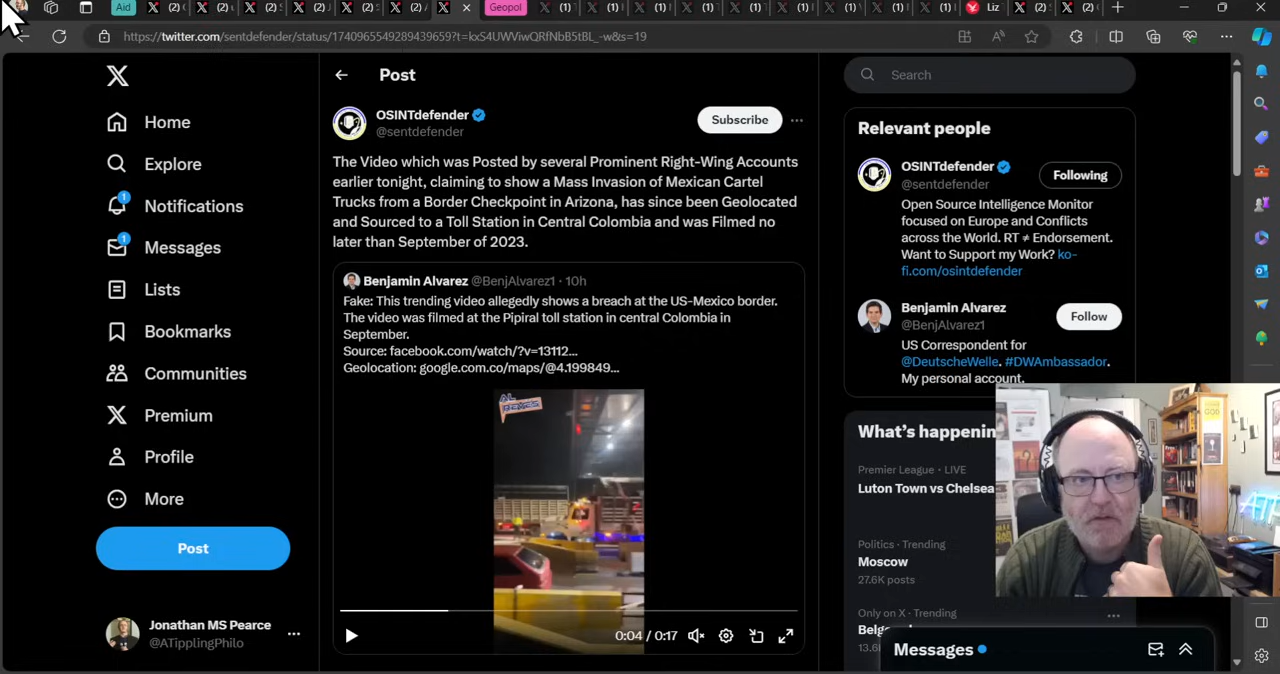 Aid
Geopol
Liz
https://twitter.com/sentdefender/status/1740965549289439659?t=kxS4UWViwQRfNbB5tBL_-w&s=19
Post
Search
Home
Explore
Notifications
Messages
Lists
Bookmarks
Communities
Premium
Profile
More
Post
Jonathan MS Pearce
@ATipplingPhilo
OSINTdefender
@sentdefender
Subscribe
The Video which was Posted by several Prominent Right-Wing Accounts
earlier tonight, claiming to show a Mass Invasion of Mexican Cartel
Trucks from a Border Checkpoint in Arizona, has since been Geolocated
and Sourced to a Toll Station in Central Colombia and was Filmed no
later than September of 2023.
Benjamin Alvarez @BenjAlvarez1 · 10h
Fake: This trending video allegedly shows a breach at the US-Mexico border.
The video was filmed at the Pipiral toll station in central Colombia in
September.
Source: facebook.com/watch/?v=13112...
Geolocation: google.com.co/maps/@4.199849...
0:04 / 0:17
Relevant people
OSINTdefender
@sentdefender
Following
Open Source Intelligence Monitor
focused on Europe and Conflicts
across the World. RT ≠ Endorsement.
Want to Support my Work? ko-
fi.com/osintdefender
Benjamin Alvarez
@BenjAlvarez1
Follow
US Correspondent for
@DeutscheWelle. #DWAmbassador.
My personal account.
What's happenin
Premier League · LIVE
Luton Town vs Chelsea
Politics · Trending
Moscow
27.6K posts
Only on X · Trending
Belg
13.6
Messages
GOD